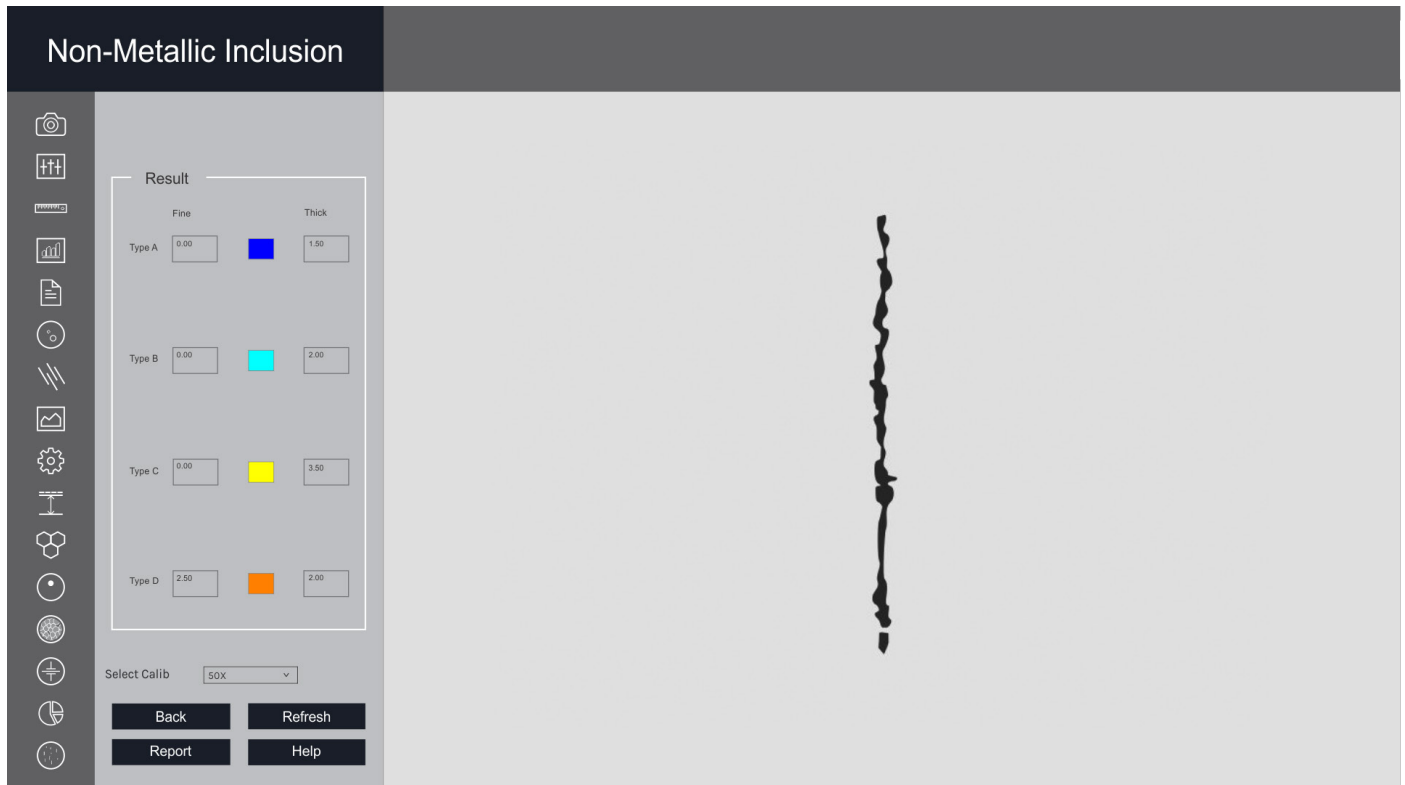 Non-Metallic Inclusion
Result
Fine Thick
Type A 0.00 1.50
Type B 0.00 2.00
Type C 0.00 3.50
Type D 2.50 2.00
Select Calib 50X
Back Refresh
Report Help